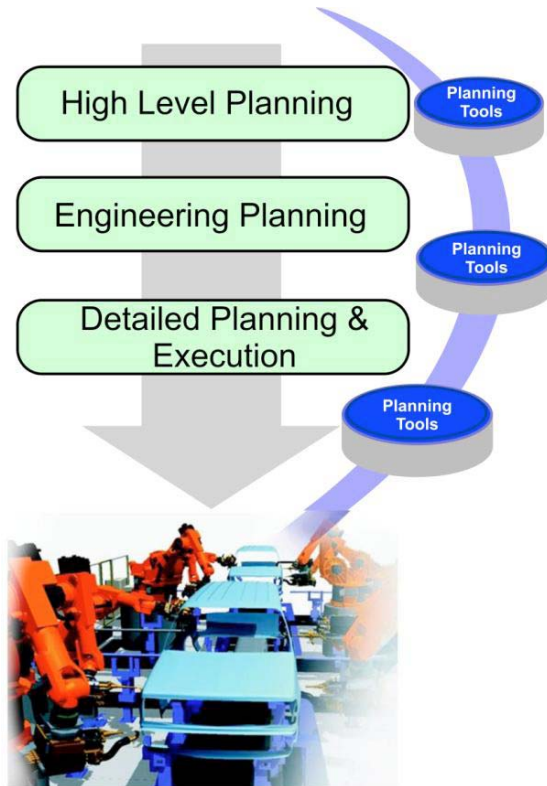 High Level Planning
Planning
Tools
Engineering Planning
Planning
Tools
Detailed Planning &
Execution
Planning
Tools